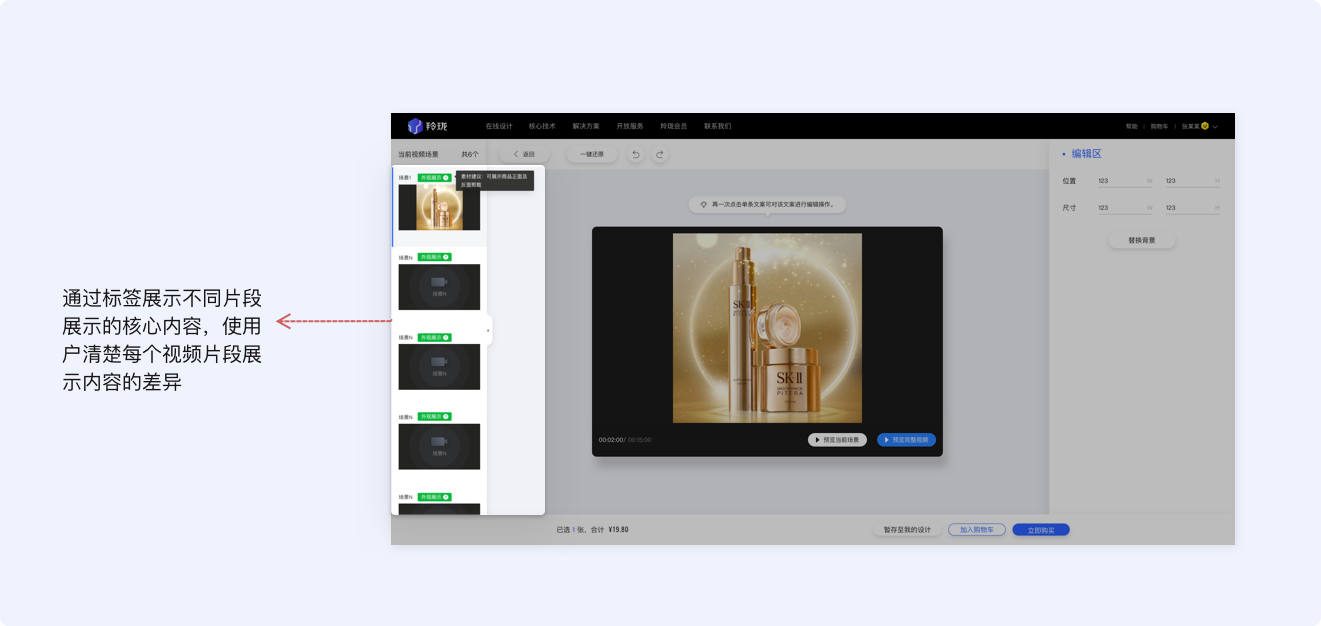 羚珑
在线设计 核心技术 解决方案 开放服务 羚珑会员 联系我们
帮助 | 购物车 | 张某某
当前视频场景 共6个
返回 一键还原
编辑区
位置 123 W 123 H
尺寸 123 W 123 H
替换背景
场景1 外观展示
素材建议：可展示商品正面及
反面剪裁
再一次点击单条文案可对该文案进行编辑操作。
场景N 外观展示
场景N
场景N 外观展示
场景N
场景N 外观展示
场景N
场景N 外观展示
通过标签展示不同片段
展示的核心内容，使用
户清楚每个视频片段展
示内容的差异
SK-II
SK-II
PITERA
00:02:00/ 00:15:00
预览当前场景 预览完整视频
已选 1 张，合计 ¥19.80
暂存至我的设计 加入购物车 立即购买